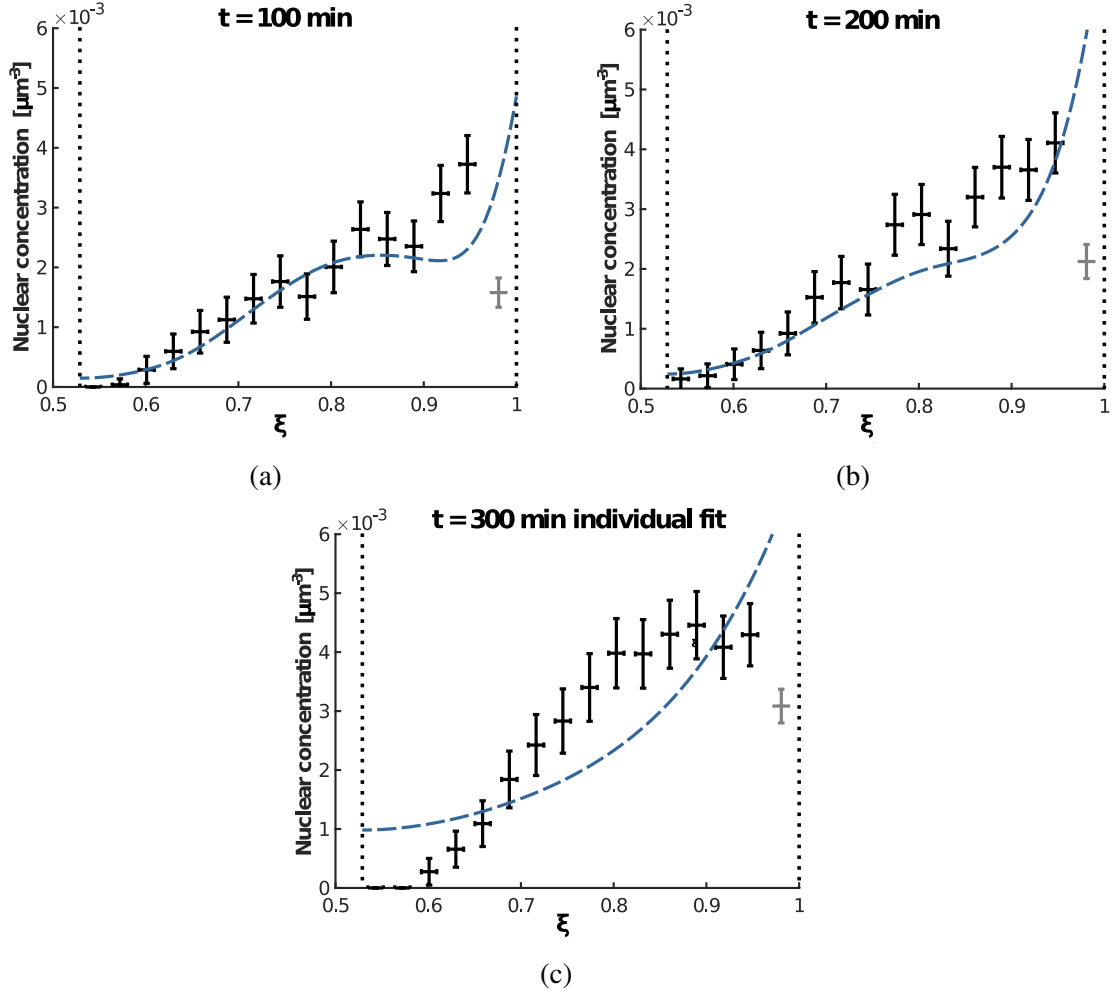 t = 100 min
×10⁻³
6
5
4
3
2
1
0
Nuclear concentration [μm⁻³]
0.5 0.6 0.7 0.8 0.9 1
ξ
(a)
t = 200 min
×10⁻³
6
5
4
3
2
1
0
Nuclear concentration [μm⁻³]
0.5 0.6 0.7 0.8 0.9 1
ξ
(b)
t = 300 min individual fit
×10⁻³
6
5
4
3
2
1
0
Nuclear concentration [μm⁻³]
0.5 0.6 0.7 0.8 0.9 1
ξ
(c)